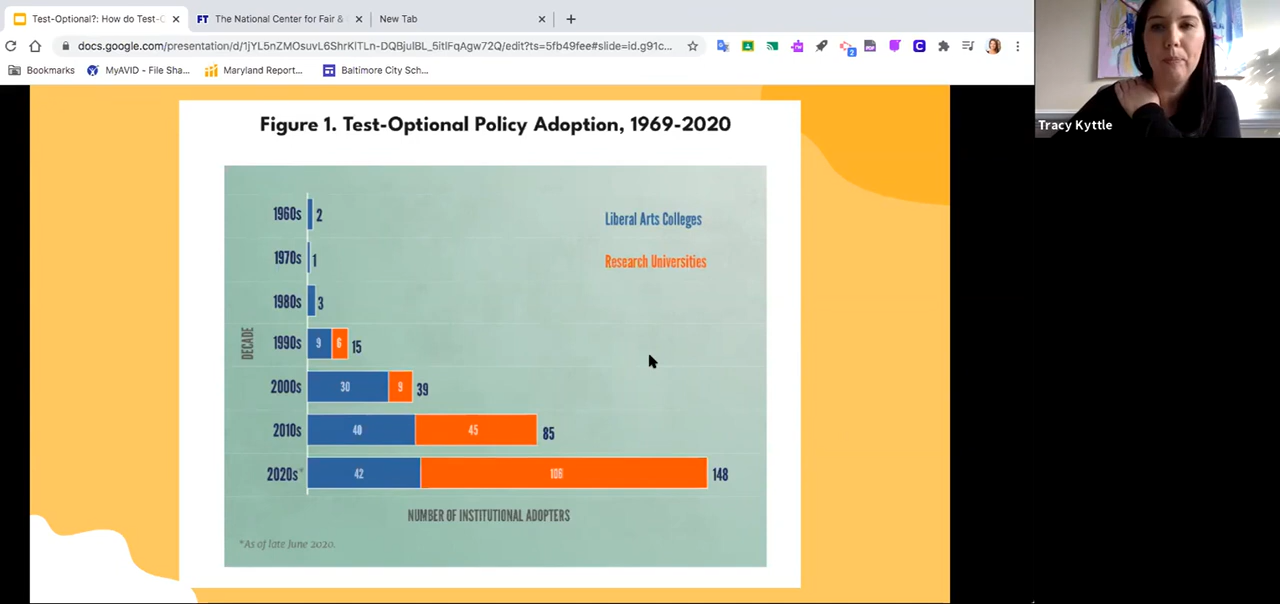 Test-Optional?: How do Test-C
The National Center for Fair &
New Tab
docs.google.com/presentation/d/1jYL5nZMOsuvL6ShrKlTLn-DQBjulBL_5itlFqAgw72Q/edit?ts=5fb49fee#slide=id.g91c...
Bookmarks
MyAVID - File Sha...
Maryland Report...
Baltimore City Sch...
Tracy Kyttle
Figure 1. Test-Optional Policy Adoption, 1969-2020
Liberal Arts Colleges
Research Universities
DECADE
1960s 2
1970s 1
1980s 3
1990s 9 6 15
2000s 30 9 39
2010s 40 45 85
2020s* 42 106 148
NUMBER OF INSTITUTIONAL ADOPTERS
*As of late June 2020.